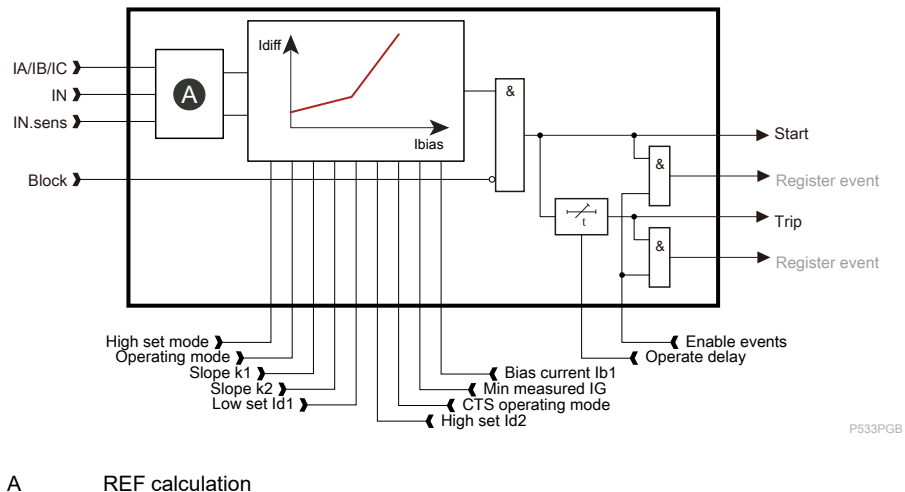 Idiff
Ibias
IA/IB/IC
IN
IN.sens
A
&
Block
Start
&
Register event
t
Trip
&
Register event
High set mode
Operating mode
Slope k1
Slope k2
Low set Id1
Enable events
Operate delay
Bias current Ib1
Min measured IG
CTS operating mode
High set Id2
P533PGB
A REF calculation